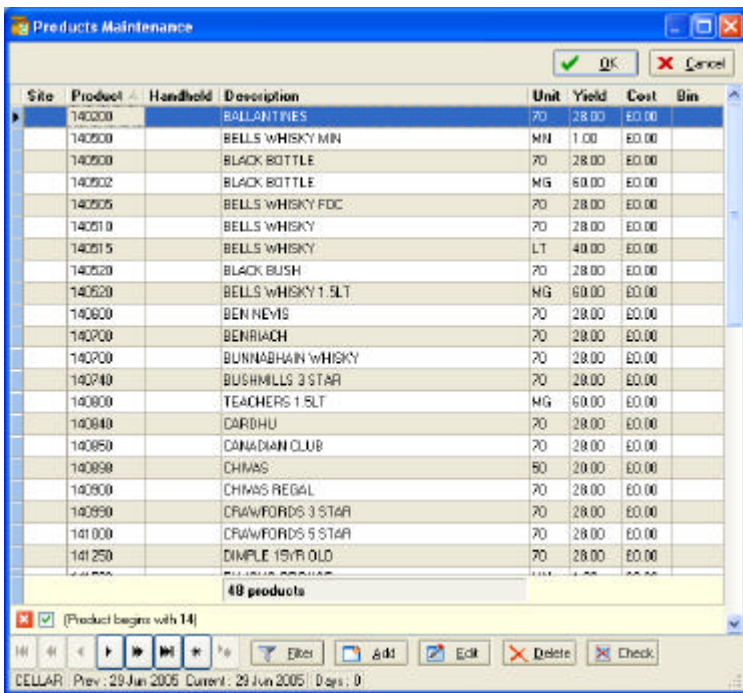 Products Maintenance
OK Cancel
Site Product Handheld Description Unit Yield Cost Bin
140200 BALLANTINES 70 28.00 £0.00
140500 BELLS WHISKY MIN MN 1.00 £0.00
140500 BLACK BOTTLE 70 28.00 £0.00
140502 BLACK BOTTLE MG 60.00 £0.00
140505 BELLS WHISKY FOC 70 28.00 £0.00
140510 BELLS WHISKY 70 28.00 £0.00
140515 BELLS WHISKY LT 40.00 £0.00
140520 BLACK BUSH 70 28.00 £0.00
140520 BELLS WHISKY 1.5LT MG 60.00 £0.00
140600 BEN NEVIS 70 28.00 £0.00
140700 BENRIACH 70 28.00 £0.00
140700 BUNNABHAIN WHISKY 70 28.00 £0.00
140740 BUSHMILLS 3 STAR 70 28.00 £0.00
140800 TEACHERS 1.5LT MG 60.00 £0.00
140840 CARDHU 70 28.00 £0.00
140850 CANADIAN CLUB 70 28.00 £0.00
140898 CHIVAS 50 20.00 £0.00
140900 CHIVAS REGAL 70 28.00 £0.00
140990 CRAWFORDS 3 STAR 70 28.00 £0.00
141000 CRAWFORDS 5 STAR 70 28.00 £0.00
141250 DIMPLE 15YR OLD 70 28.00 £0.00
48 products
(Product begins with 14)
Filter Add Edit Delete Check
CELLAR Prev : 29 Jun 2005 Current : 29 Jun 2005 Days : 0